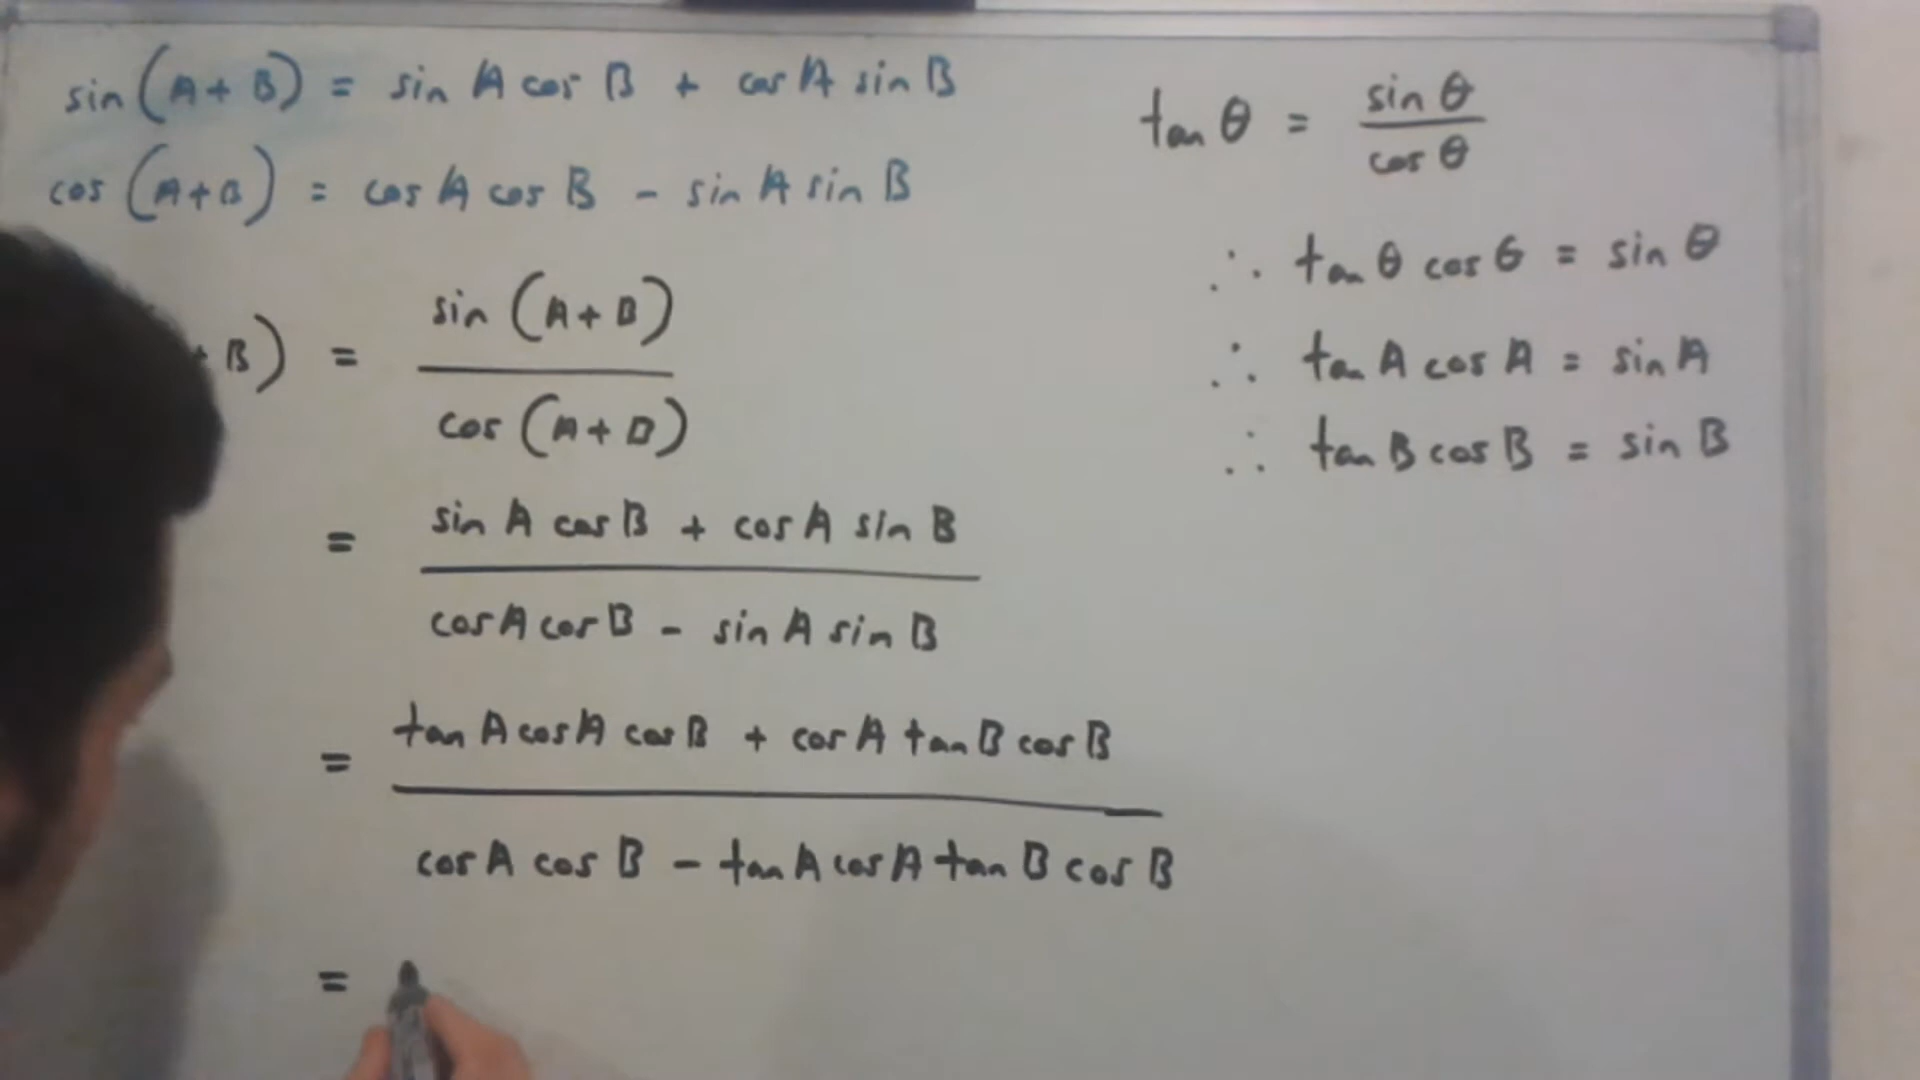 sin (A + B) = sin A cos B + cos A sin B
cos (A + B) = cos A cos B - sin A sin B
B) = sin (A + B)
cos (A + B)
= sin A cos B + cos A sin B
cos A cos B - sin A sin B
= tan A cos A cos B + cos A tan B cos B
cos A cos B - tan A cos A tan B cos B
=
tan θ = sin θ
cos θ
∴ tan θ cos θ = sin θ
∴ tan A cos A = sin A
∴ tan B cos B = sin B